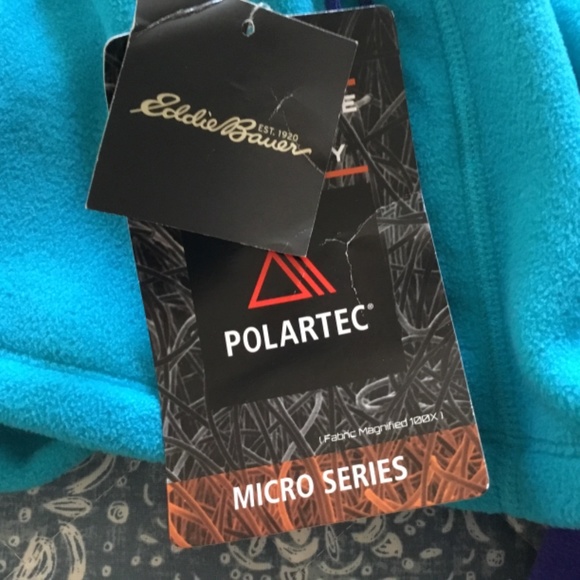 Eddie Bauer
EST. 1920
POLARTEC®
( Fabric Magnified 100X )
MICRO SERIES